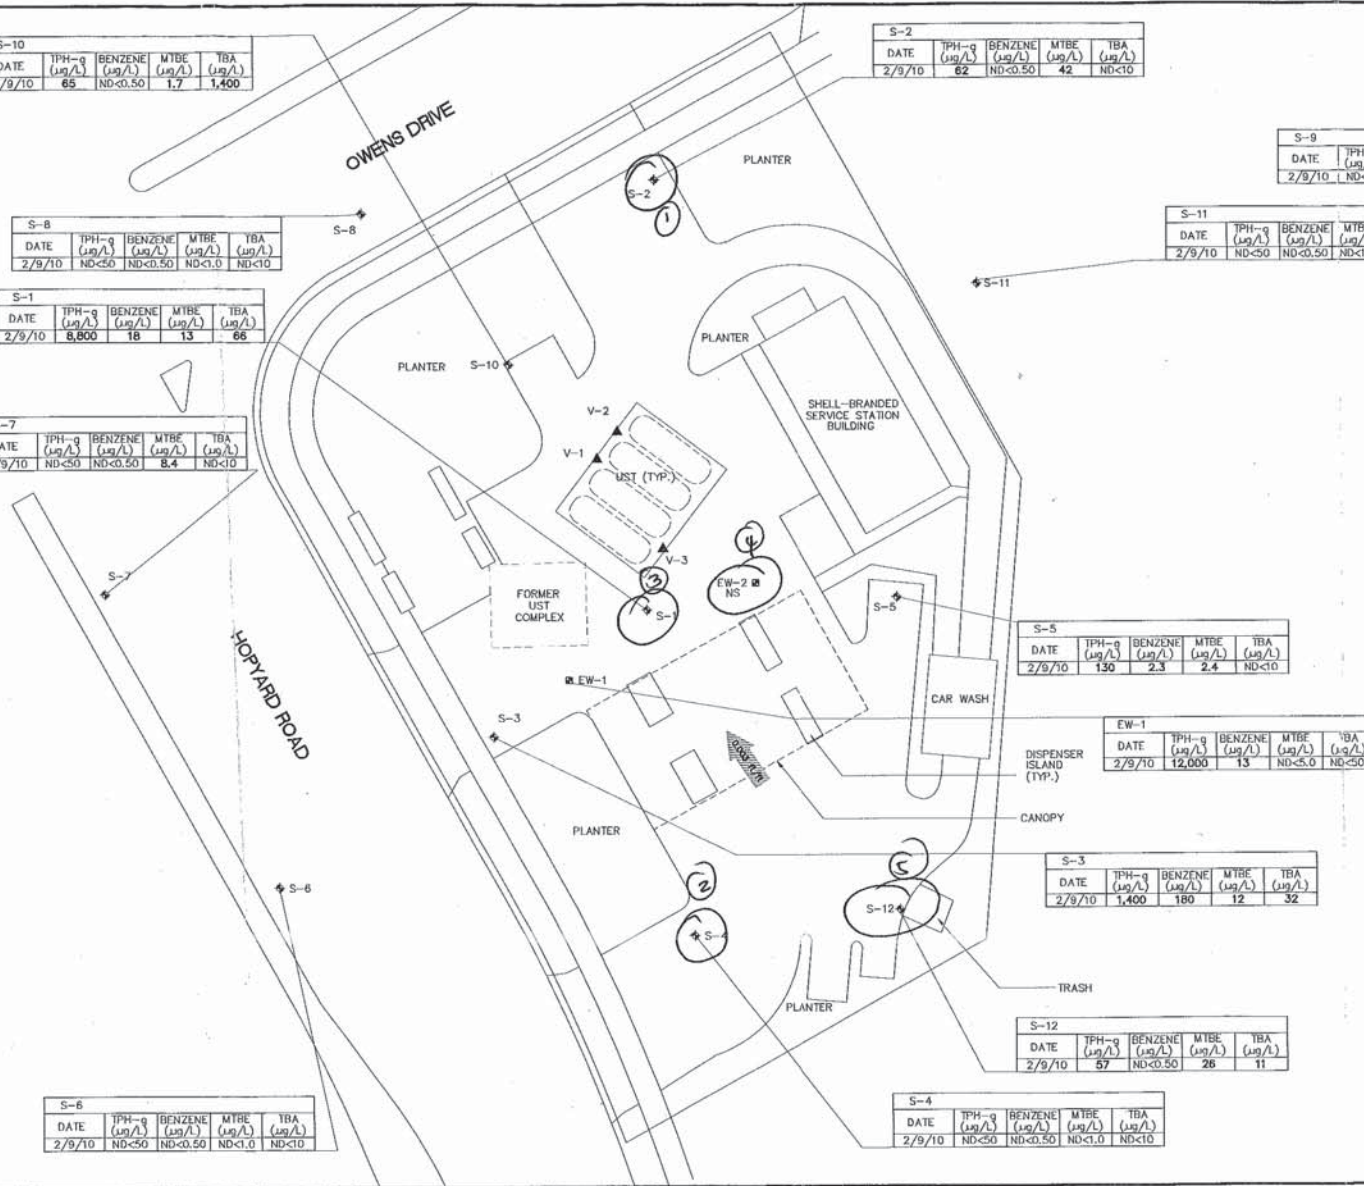 S-10
DATE TPH-g (µg/L) BENZENE (µg/L) MTBE (µg/L) TBA (µg/L)
2/9/10 65 ND<0.50 1.7 1,400
S-2
DATE TPH-g (µg/L) BENZENE (µg/L) MTBE (µg/L) TBA (µg/L)
2/9/10 62 ND<0.50 42 ND<10
OWENS DRIVE
PLANTER
S-2
1
S-9
DATE TPH
(µg/
2/9/10 ND<
S-8
DATE TPH-g (µg/L) BENZENE (µg/L) MTBE (µg/L) TBA (µg/L)
2/9/10 ND<50 ND<0.50 ND<1.0 ND<10
S-8
S-11
DATE TPH-g (µg/L) BENZENE (µg/L) MTB (µg/
2/9/10 ND<50 ND<0.50 ND<1
S-11
S-1
DATE TPH-g (µg/L) BENZENE (µg/L) MTBE (µg/L) TBA (µg/L)
2/9/10 8,800 18 13 66
PLANTER
S-10
PLANTER
SHELL-BRANDED
SERVICE STATION
BUILDING
V-2
V-1
UST (TYP.)
V-3
-7
ATE TPH-g (µg/L) BENZENE (µg/L) MTBE (µg/L) TBA (µg/L)
/9/10 ND<50 ND<0.50 8.4 ND<10
S-7
FORMER
UST
COMPLEX
3
S-1
4
EW-2
NS
S-5
S-5
DATE TPH-g (µg/L) BENZENE (µg/L) MTBE (µg/L) TBA (µg/L)
2/9/10 130 2.3 2.4 ND<10
HOPYARD ROAD
EW-1
S-3
CAR WASH
EW-1
DATE TPH-g (µg/L) BENZENE (µg/L) MTBE (µg/L) TBA (µg/L)
2/9/10 12,000 13 ND<5.0 ND<50
DISPENSER
ISLAND
(TYP.)
CANOPY
PLANTER
S-3
DATE TPH-g (µg/L) BENZENE (µg/L) MTBE (µg/L) TBA (µg/L)
2/9/10 1,400 180 12 32
S-6
2
S-4
5
S-12
TRASH
PLANTER
S-12
DATE TPH-g (µg/L) BENZENE (µg/L) MTBE (µg/L) TBA (µg/L)
2/9/10 57 ND<0.50 26 11
S-6
DATE TPH-g (µg/L) BENZENE (µg/L) MTBE (µg/L) TBA (µg/L)
2/9/10 ND<50 ND<0.50 ND<1.0 ND<10
S-4
DATE TPH-g (µg/L) BENZENE (µg/L) MTBE (µg/L) TBA (µg/L)
2/9/10 ND<50 ND<0.50 ND<1.0 ND<10